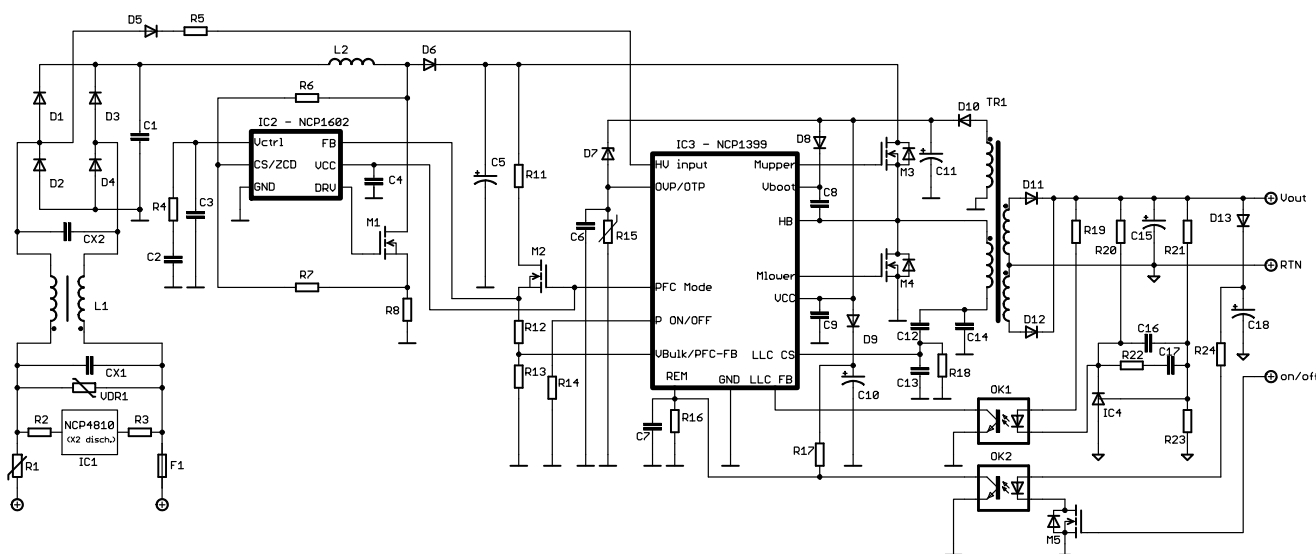 D5
R5
L2
D6
R6
D1
D3
C1
D2
D4
CX2
L1
CX1
VDR1
R2
NCP4810
(X2 disch.)
R3
IC1
R1
F1
IC2 - NCP1602
Vctrl
FB
CS/ZCD
VCC
GND
DRV
C4
R4
C3
C2
M1
R7
R8
C5
R11
M2
R12
R13
R14
D7
C6
R15
IC3 - NCP1399
HV input
Mupper
OVP/OTP
Vboot
HB
Mlower
PFC Mode
VCC
P ON/OFF
VBulk/PFC-FB
LLC CS
REM
GND
LLC FB
D8
C8
M3
C11
D10
TR1
M4
C9
D9
C12
C14
C13
R18
C10
C7
R16
R17
OK1
OK2
D11
D12
R19
R20
C15
R21
D13
Vout
RTN
C18
C16
R22
C17
R24
IC4
R23
on/off
M5